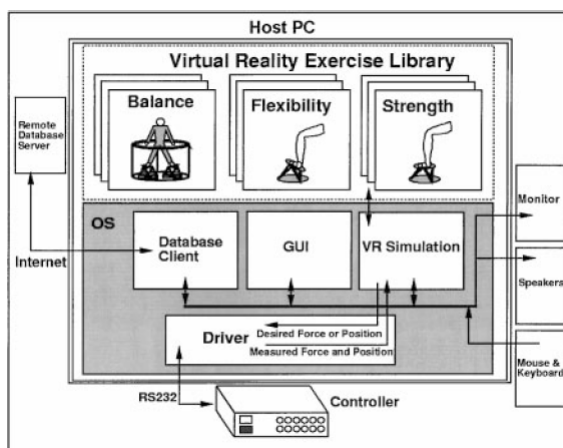 Host PC
Virtual Reality Exercise Library
Balance
Flexibility
Strength
Remote
Database
Server
Monitor
OS
Database
Client
GUI
VR Simulation
Internet
Speakers
Desired Force or Position
Driver
Measured Force and Position
Mouse &
Keyboard
RS232
Controller